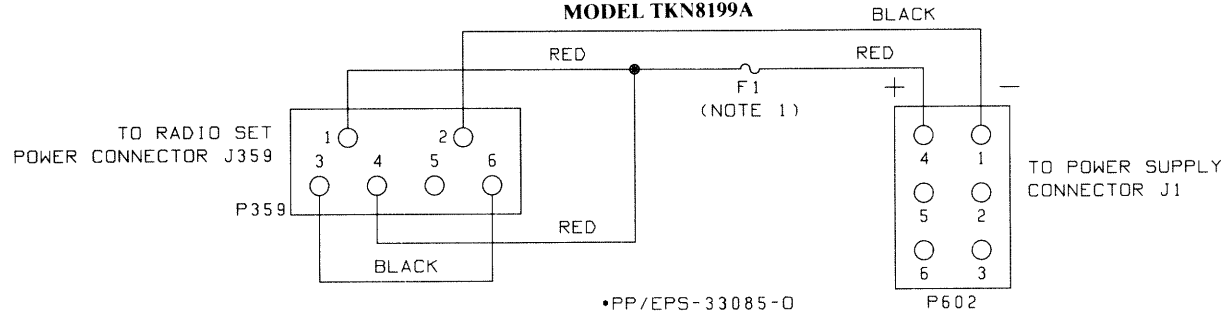 MODEL TKN8199A
BLACK
RED
RED
F1
(NOTE 1)
+
—
TO RADIO SET
POWER CONNECTOR J359
1
2
3
4
5
6
P359
RED
BLACK
4
1
5
2
6
3
TO POWER SUPPLY
CONNECTOR J1
P602
•PP/EPS-33085-O